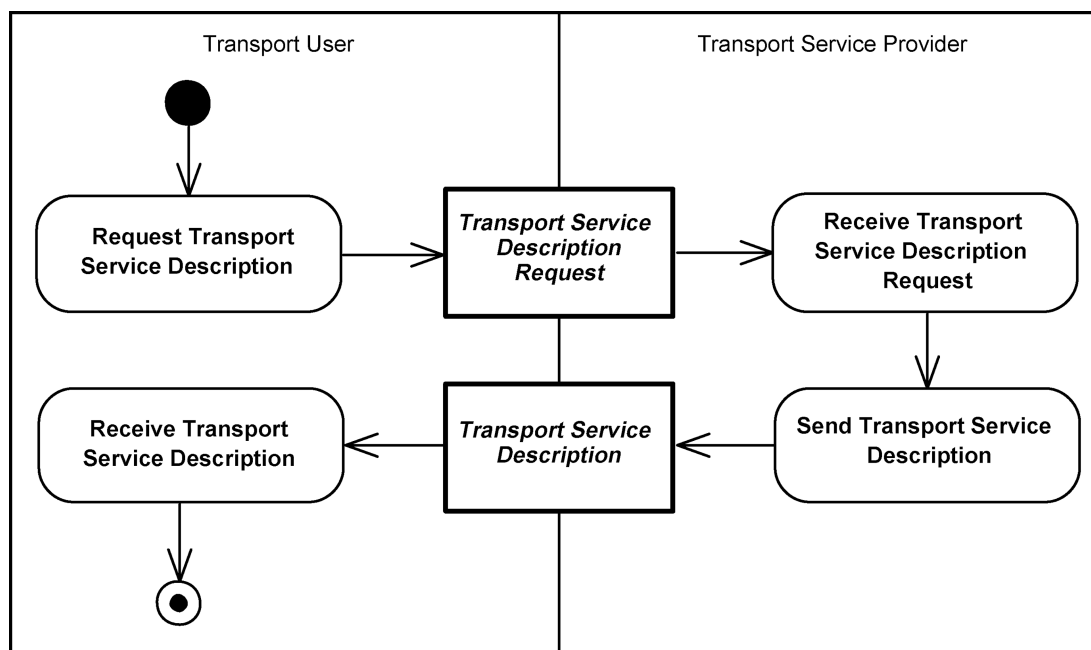 Transport User
Transport Service Provider
Request Transport
Service Description
Transport Service
Description
Request
Receive Transport
Service Description
Request
Receive Transport
Service Description
Transport Service
Description
Send Transport Service
Description